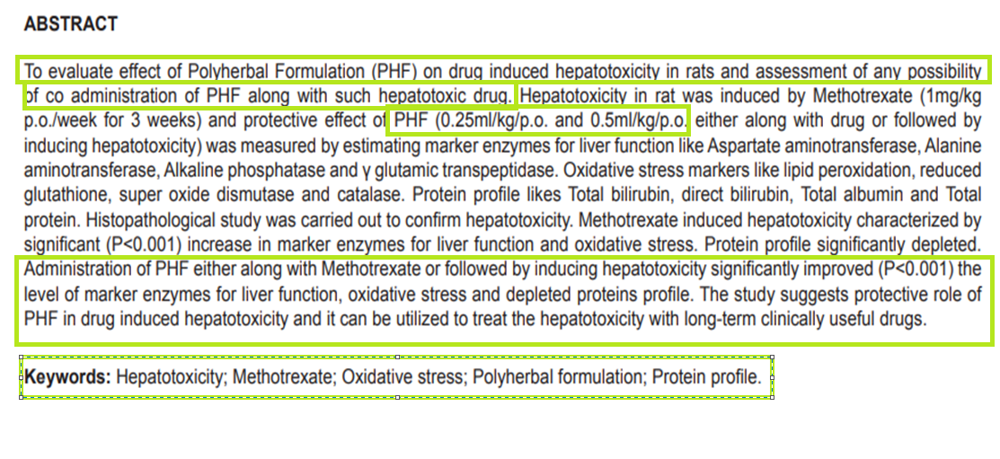 ABSTRACT
To evaluate effect of Polyherbal Formulation (PHF) on drug induced hepatotoxicity in rats and assessment of any possibility
of co administration of PHF along with such hepatotoxic drug. Hepatotoxicity in rat was induced by Methotrexate (1mg/kg
p.o./week for 3 weeks) and protective effect of PHF (0.25ml/kg/p.o. and 0.5ml/kg/p.o. either along with drug or followed by
inducing hepatotoxicity) was measured by estimating marker enzymes for liver function like Aspartate aminotransferase, Alanine
aminotransferase, Alkaline phosphatase and γ glutamic transpeptidase. Oxidative stress markers like lipid peroxidation, reduced
glutathione, super oxide dismutase and catalase. Protein profile likes Total bilirubin, direct bilirubin, Total albumin and Total
protein. Histopathological study was carried out to confirm hepatotoxicity. Methotrexate induced hepatotoxicity characterized by
significant (P<0.001) increase in marker enzymes for liver function and oxidative stress. Protein profile significantly depleted.
Administration of PHF either along with Methotrexate or followed by inducing hepatotoxicity significantly improved (P<0.001) the
level of marker enzymes for liver function, oxidative stress and depleted proteins profile. The study suggests protective role of
PHF in drug induced hepatotoxicity and it can be utilized to treat the hepatotoxicity with long-term clinically useful drugs.
Keywords: Hepatotoxicity; Methotrexate; Oxidative stress; Polyherbal formulation; Protein profile.